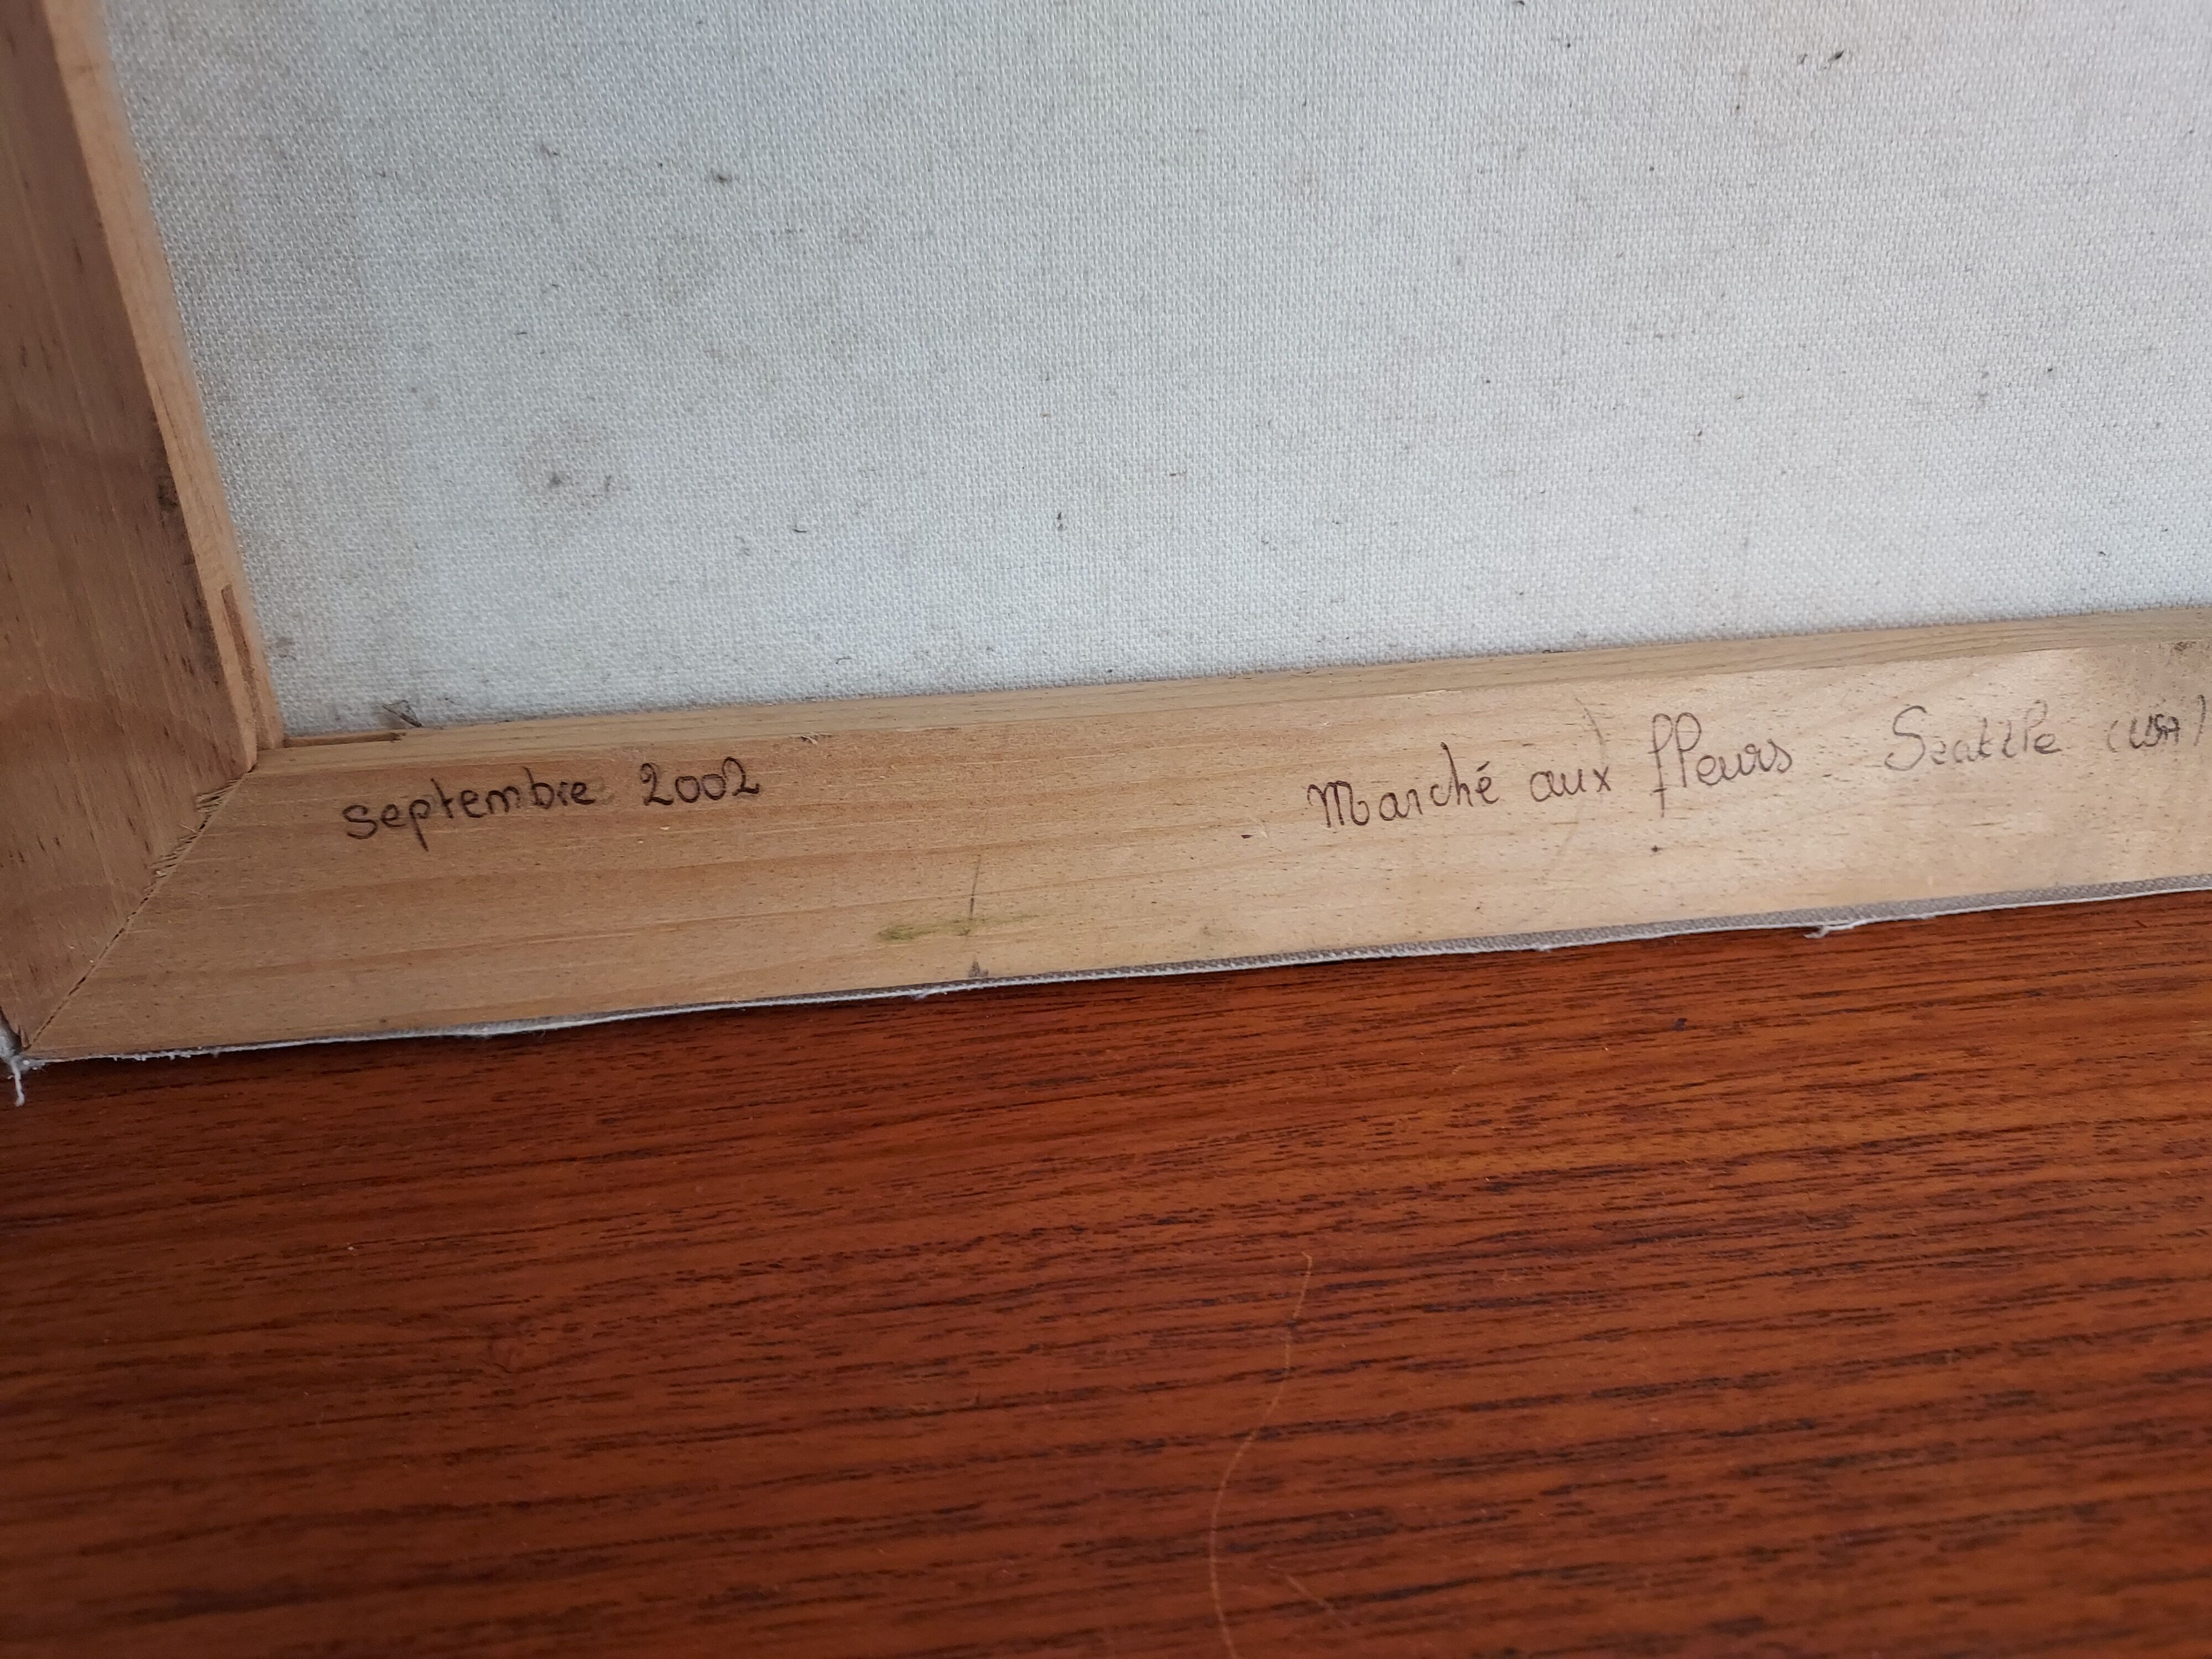 septembre 2002 Marché aux fleurs Seattle (USA)